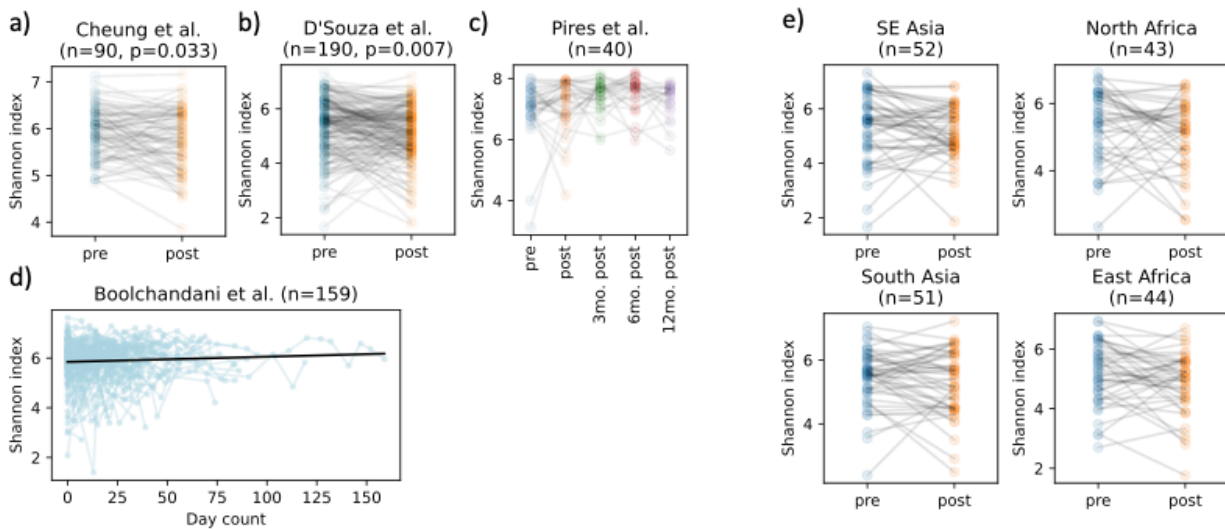 a)
Cheung et al.
(n=90, p=0.033)
Shannon index
7
6
5
4
pre
post
b)
D'Souza et al.
(n=190, p=0.007)
Shannon index
6
4
2
pre
post
c)
Pires et al.
(n=40)
Shannon index
8
6
4
pre
post
3mo. post
6mo. post
12mo. post
d)
Boolchandani et al. (n=159)
Shannon index
6
4
2
0
25
50
75
100
125
150
Day count
e)
SE Asia
(n=52)
Shannon index
6
4
2
pre
post
North Africa
(n=43)
Shannon index
6
4
pre
post
South Asia
(n=51)
Shannon index
6
4
pre
post
East Africa
(n=44)
Shannon index
6
4
2
pre
post